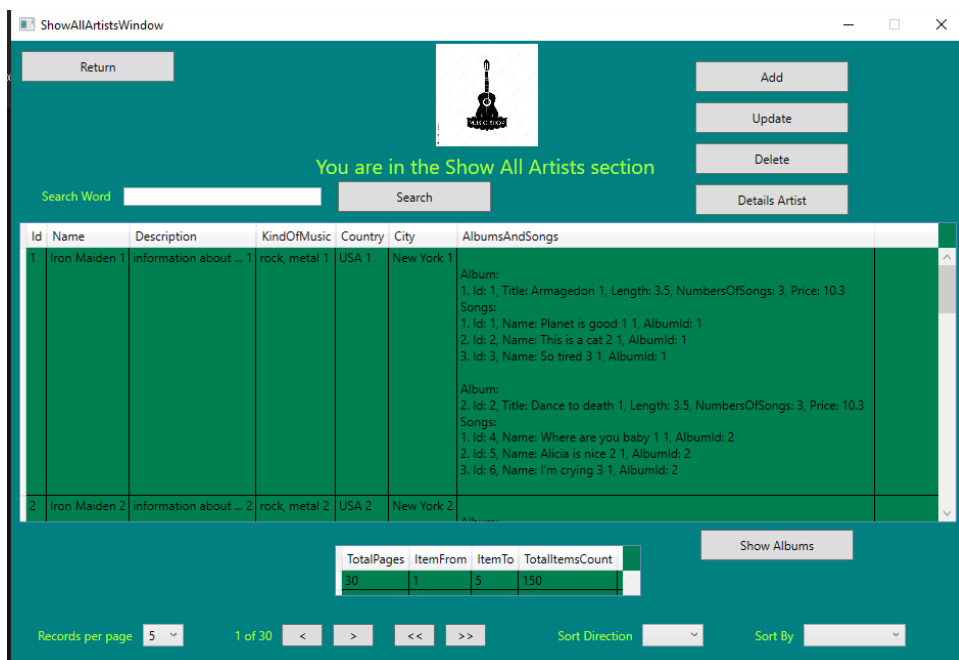 ShowAllArtistsWindow
Return
Add
MUSIC SHOP
Update
You are in the Show All Artists section
Delete
Search Word
Search
Details Artist
Id Name Description KindOfMusic Country City AlbumsAndSongs
1 Iron Maiden 1 information about ... 1 rock, metal 1 USA 1 New York 1
Album:
1. Id: 1, Title: Armagedon 1, Length: 3.5, NumbersOfSongs: 3, Price: 10.3
Songs:
1. Id: 1, Name: Planet is good 1 1, AlbumId: 1
2. Id: 2, Name: This is a cat 2 1, AlbumId: 1
3. Id: 3, Name: So tired 3 1, AlbumId: 1
Album:
2. Id: 2, Title: Dance to death 1, Length: 3.5, NumbersOfSongs: 3, Price: 10.3
Songs:
1. Id: 4, Name: Where are you baby 1 1, AlbumId: 2
2. Id: 5, Name: Alicia is nice 2 1, AlbumId: 2
3. Id: 6, Name: I'm crying 3 1, AlbumId: 2
2 Iron Maiden 2 information about ... 2 rock, metal 2 USA 2 New York 2
Show Albums
TotalPages ItemFrom ItemTo TotalItemsCount
30 1 5 150
Records per page 5 1 of 30 < > << >> Sort Direction Sort By